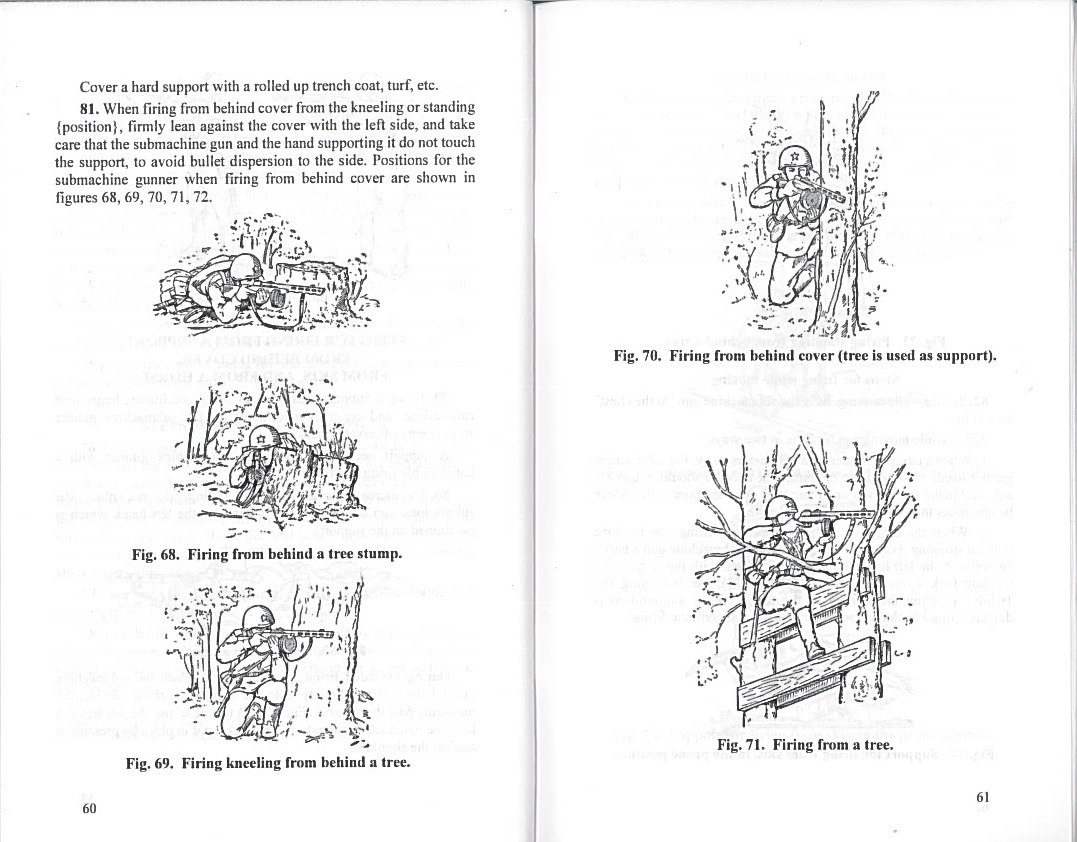 Cover a hard support with a rolled up trench coat, turf, etc.
81. When firing from behind cover from the kneeling or standing
{position}, firmly lean against the cover with the left side, and take
care that the submachine gun and the hand supporting it do not touch
the support, to avoid bullet dispersion to the side. Positions for the
submachine gunner when firing from behind cover are shown in
figures 68, 69, 70, 71, 72.
Fig. 68. Firing from behind a tree stump.
Fig. 69. Firing kneeling from behind a tree.
60
Fig. 70. Firing from behind cover (tree is used as support).
Fig. 71. Firing from a tree.
61